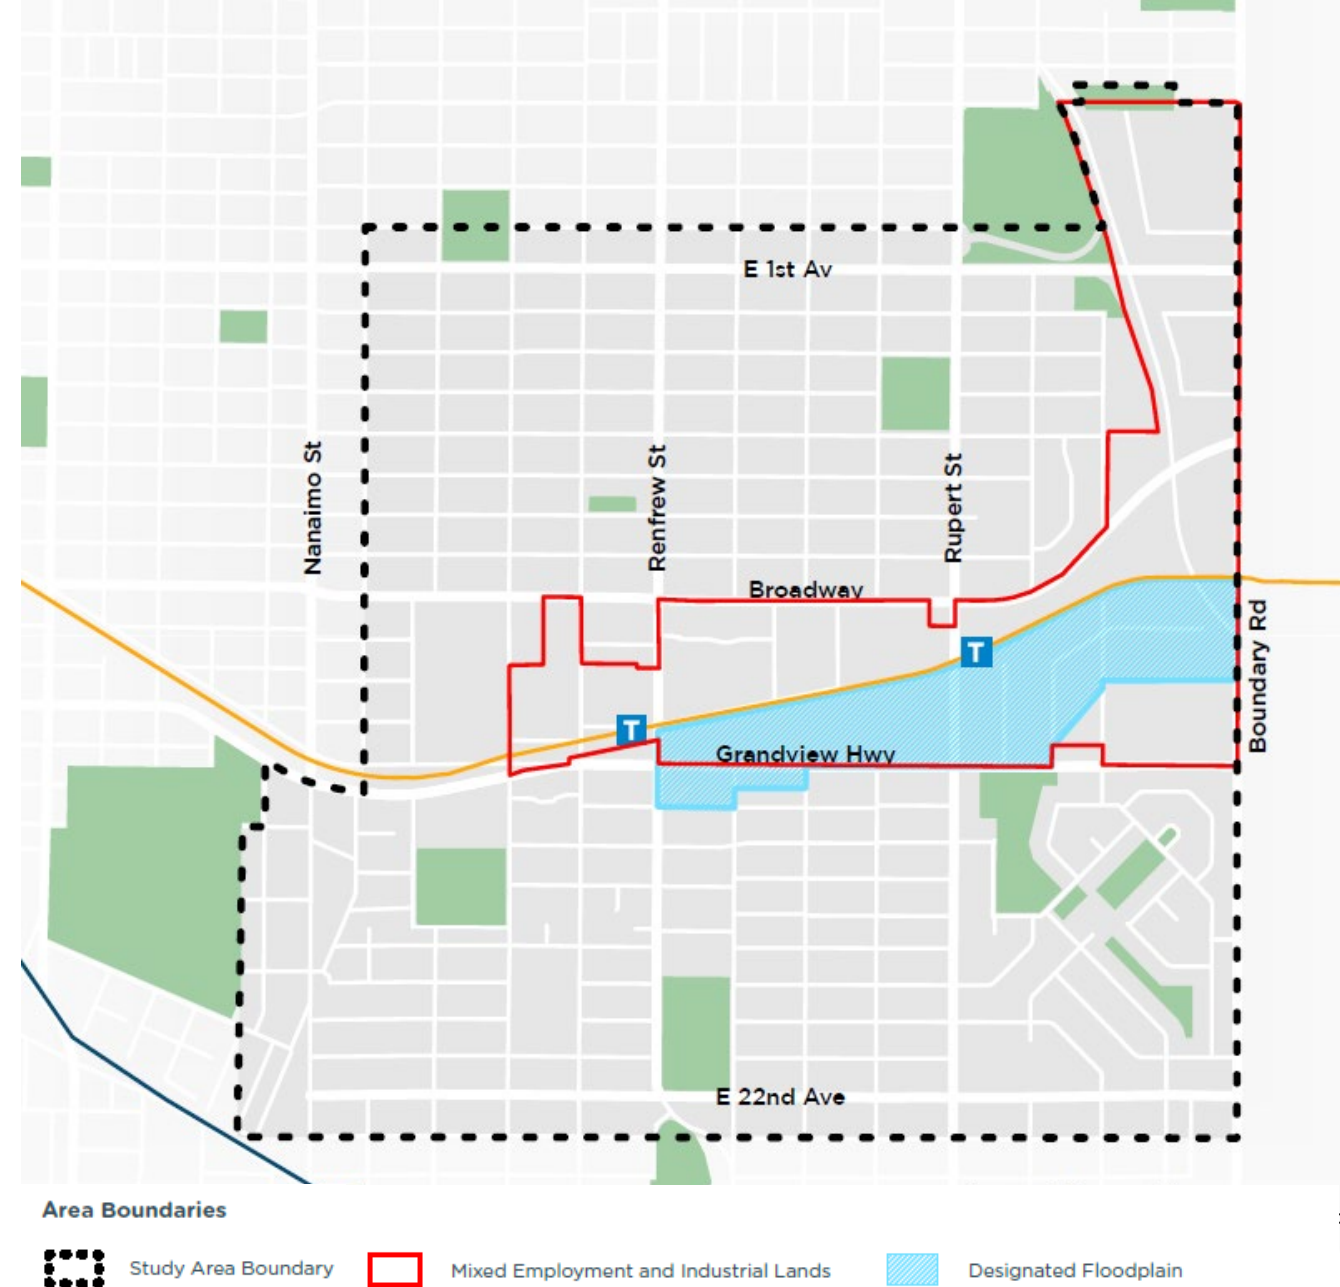 E 1st Av
Nanaimo St
Renfrew St
Rupert St
Broadway
Boundary Rd
T
T
Grandview Hwy
E 22nd Ave
Area Boundaries
Study Area Boundary
Mixed Employment and Industrial Lands
Designated Floodplain